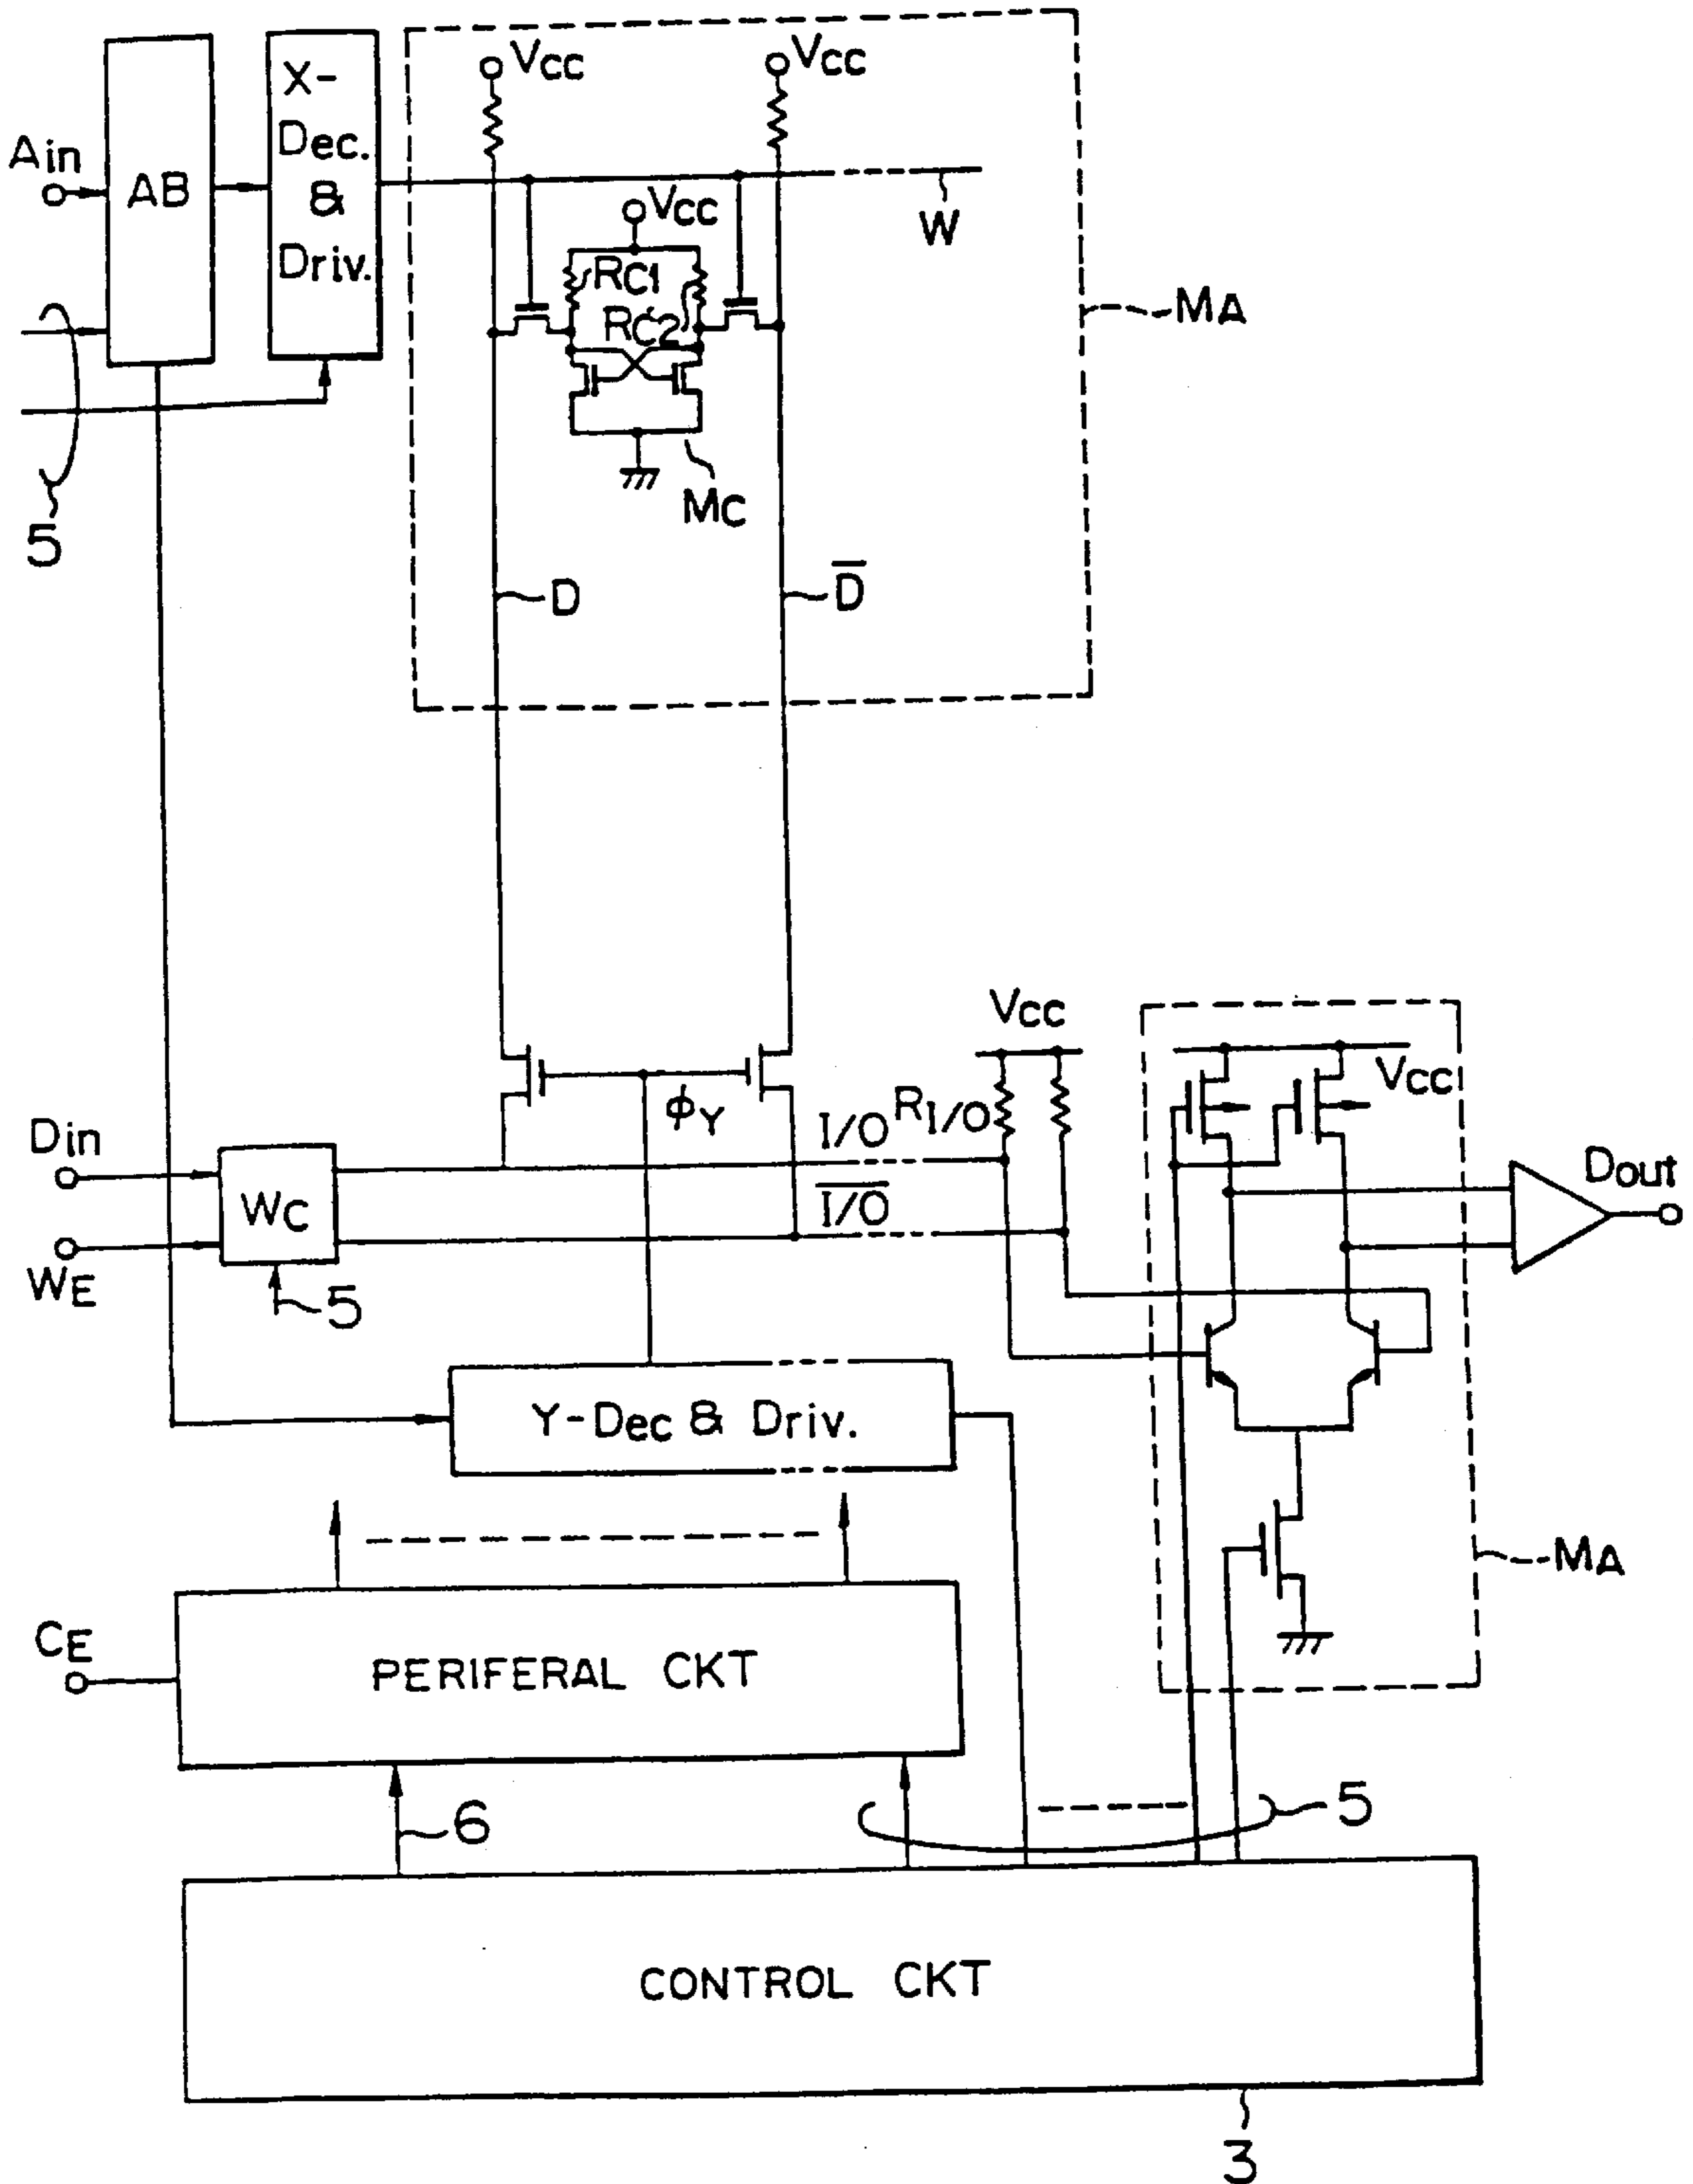 Vcc
Vcc
X-
Dec.
&
Driv.
Ain
AB
Vcc
W
RC1
RC2
MA
Mc
5
D
D̅
Vcc
Vcc
ϕY
I/O
RI/O
Din
Dout
Wc
I/O̅
WE
5
Y-Dec & Driv.
MA
CE
PERIFERAL CKT
6
5
CONTROL CKT
3